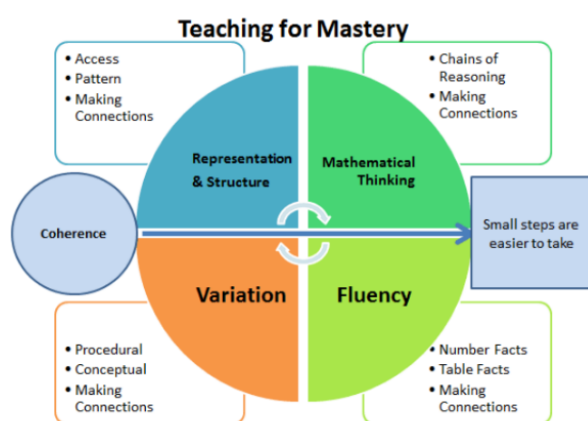 Teaching for Mastery
• Access
• Pattern
• Making
Connections
• Chains of
Reasoning
• Making
Connections
Representation
& Structure
Mathematical
Thinking
Coherence
Small steps are
easier to take
Variation
Fluency
• Procedural
• Conceptual
• Making
Connections
• Number Facts
• Table Facts
• Making
Connections